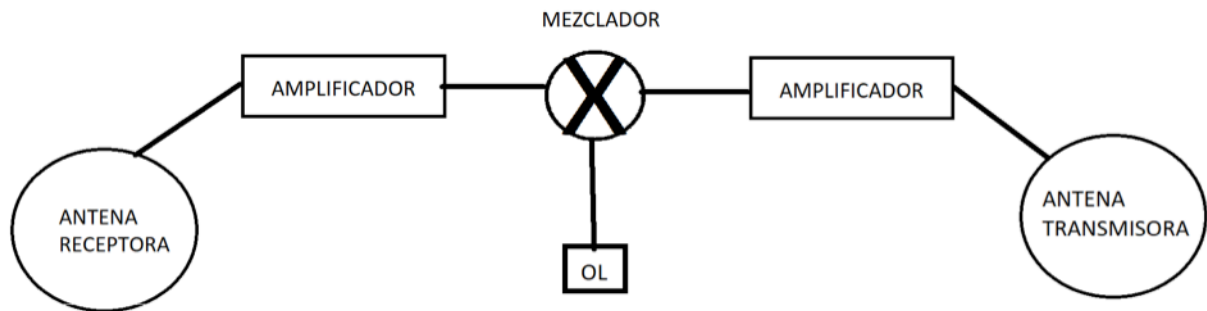 MEZCLADOR
AMPLIFICADOR
AMPLIFICADOR
ANTENA
RECEPTORA
OL
ANTENA
TRANSMISORA